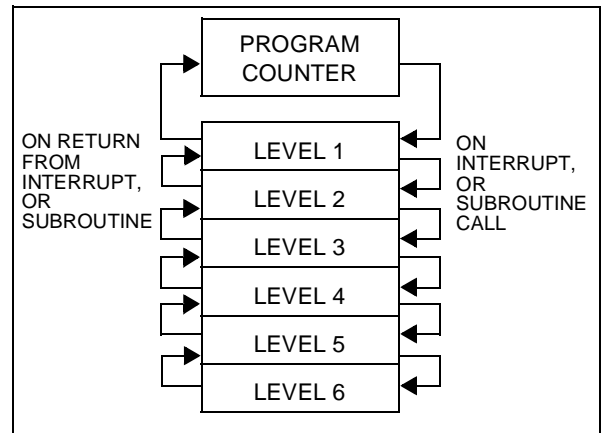 PROGRAM
COUNTER
ON RETURN
FROM
INTERRUPT,
OR
SUBROUTINE
LEVEL 1
LEVEL 2
LEVEL 3
LEVEL 4
LEVEL 5
LEVEL 6
ON
INTERRUPT,
OR
SUBROUTINE
CALL